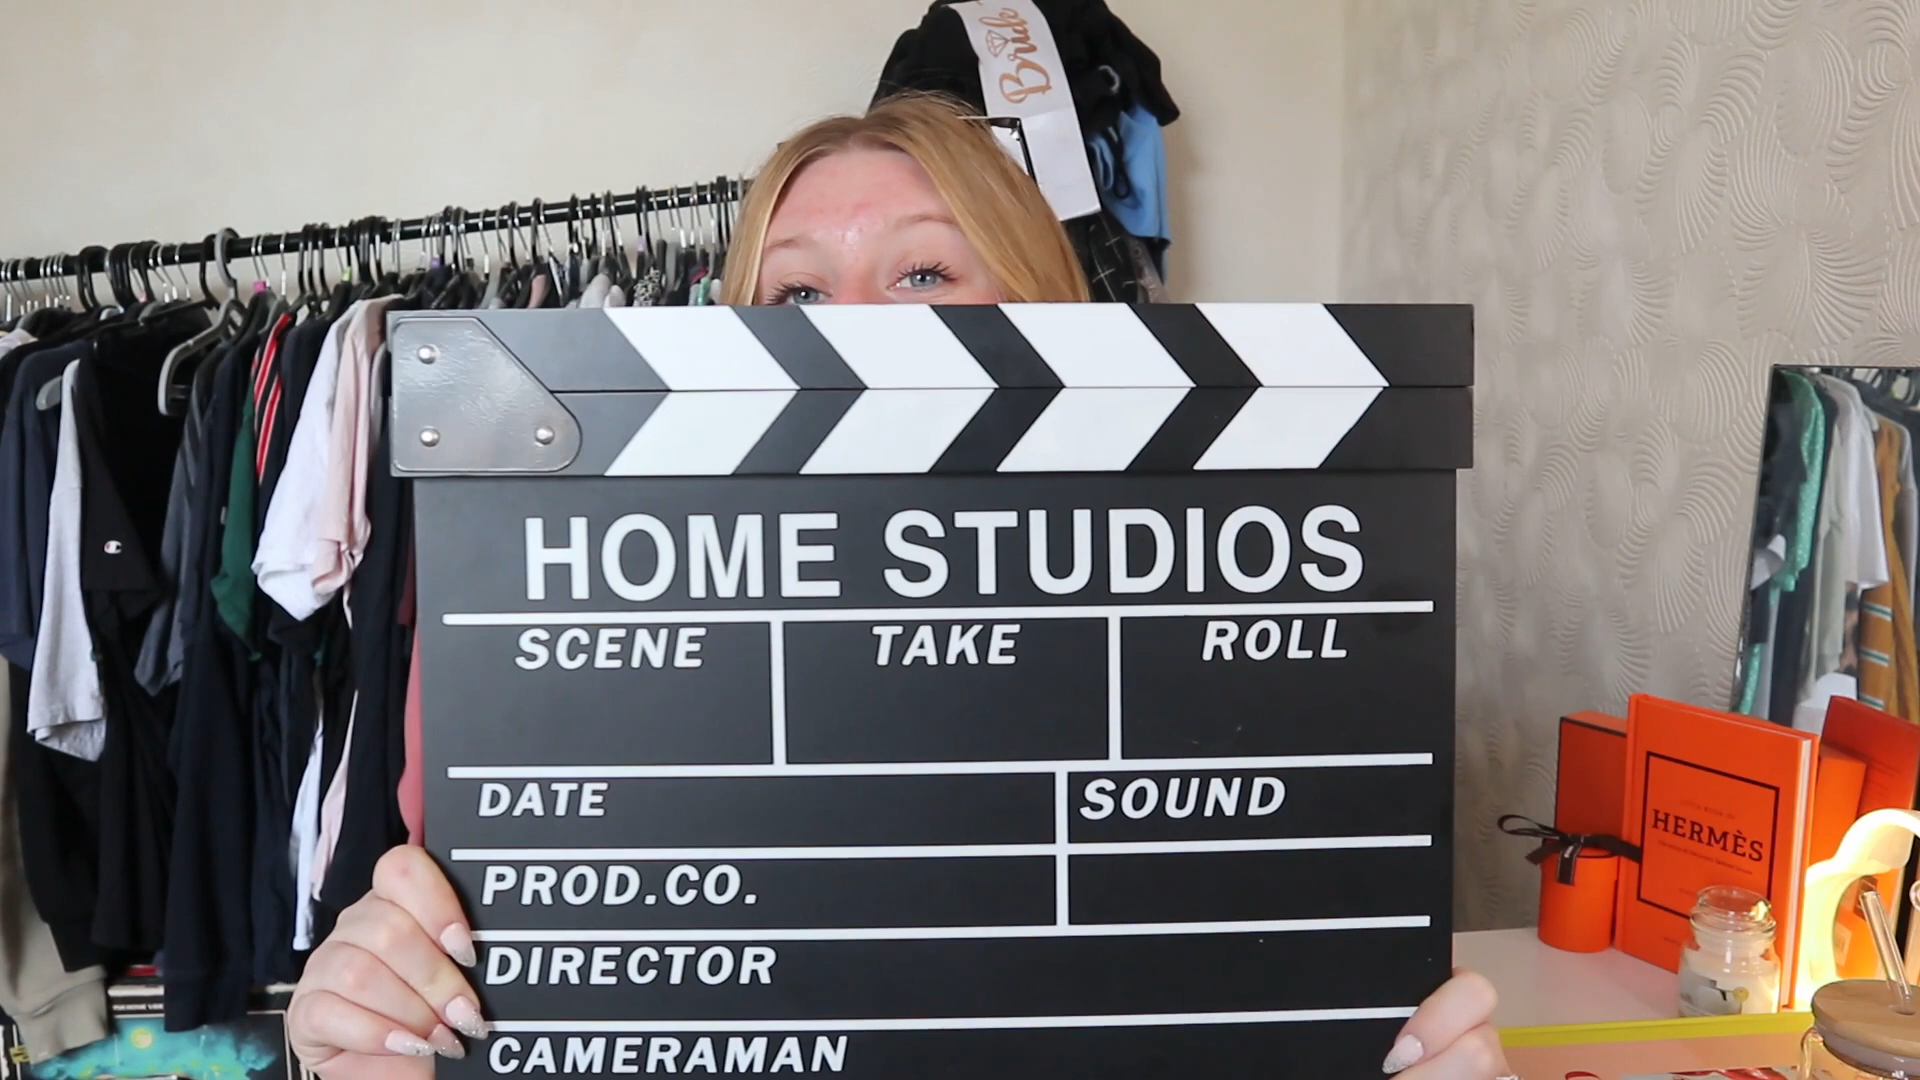 Bride
HOME STUDIOS
SCENE TAKE ROLL
DATE SOUND
PROD.CO.
DIRECTOR
CAMERAMAN
HERMÈS